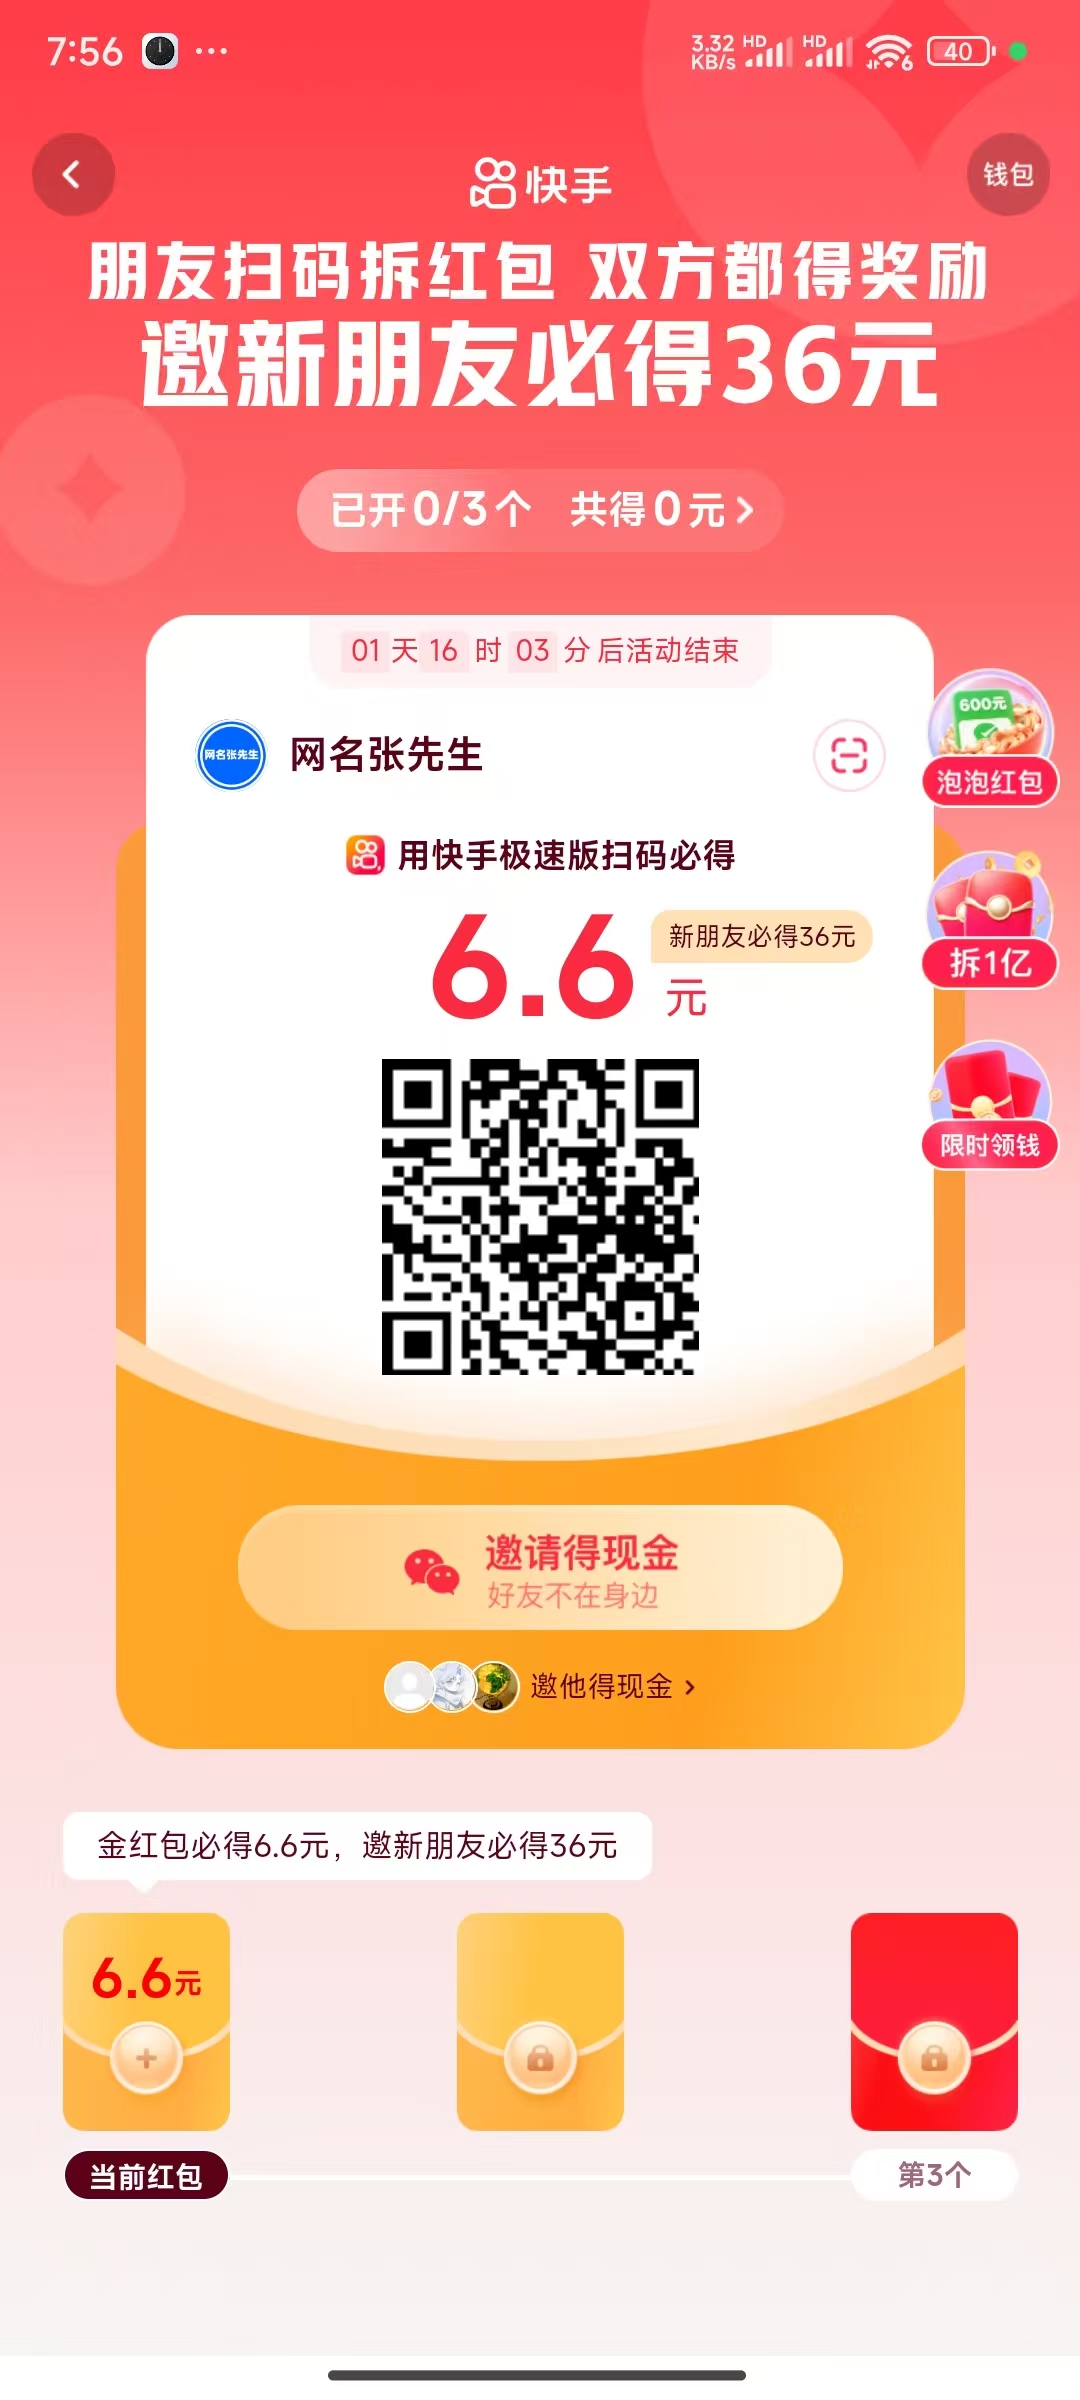 7:56
3.32 KB/s HD HD 6 40
快手
钱包
朋友扫码拆红包 双方都得奖励
邀新朋友必得36元
已开0/3个 共得0元
01天16时03分后活动结束
网名张先生
网名张先生
600元
泡泡红包
用快手极速版扫码必得
6.6元
新朋友必得36元
拆1亿
限时领钱
邀请得现金
好友不在身边
邀他得现金
金红包必得6.6元，邀新朋友必得36元
6.6元
当前红包
第3个